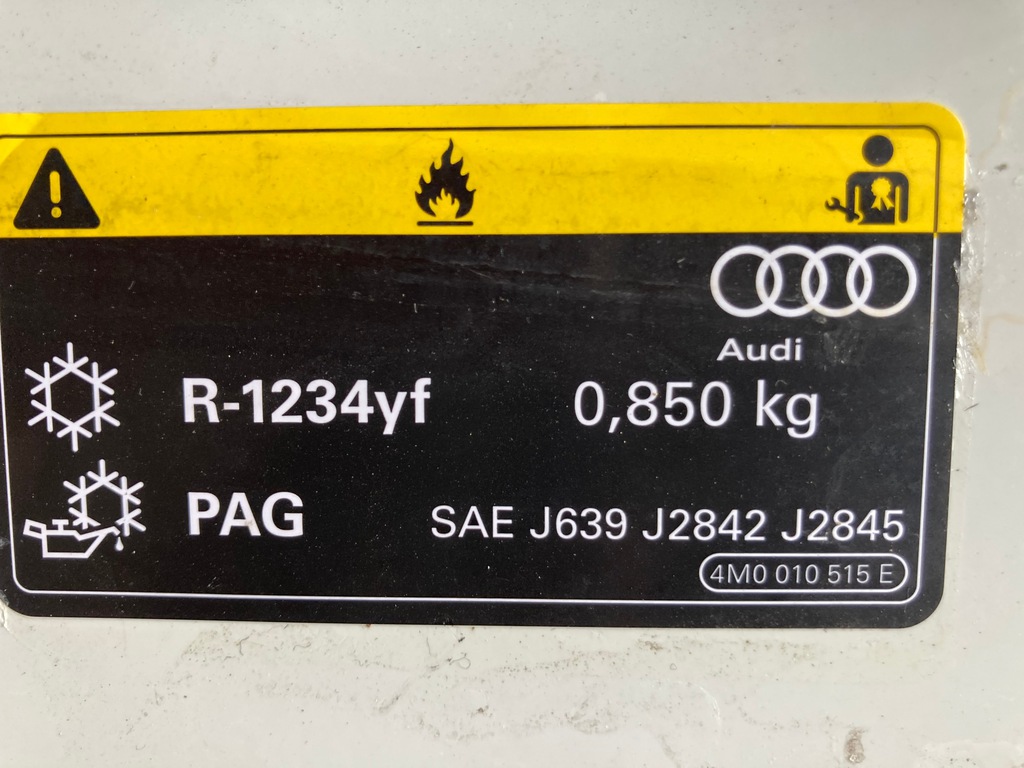 Audi
R-1234yf 0,850 kg
PAG SAE J639 J2842 J2845
4M0 010 515 E